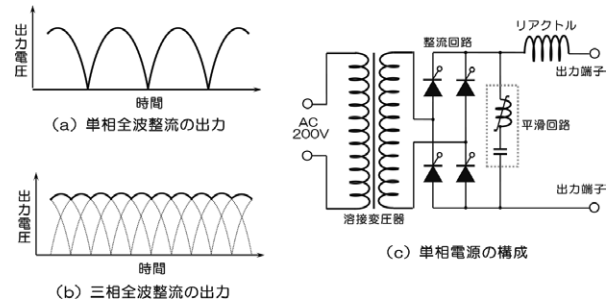 出力電圧
時間
(a) 単相全波整流の出力
出力電圧
時間
(b) 三相全波整流の出力
リアクトル
整流回路
出力端子
AC
200V
平滑回路
出力端子
溶接変圧器
(c) 単相電源の構成